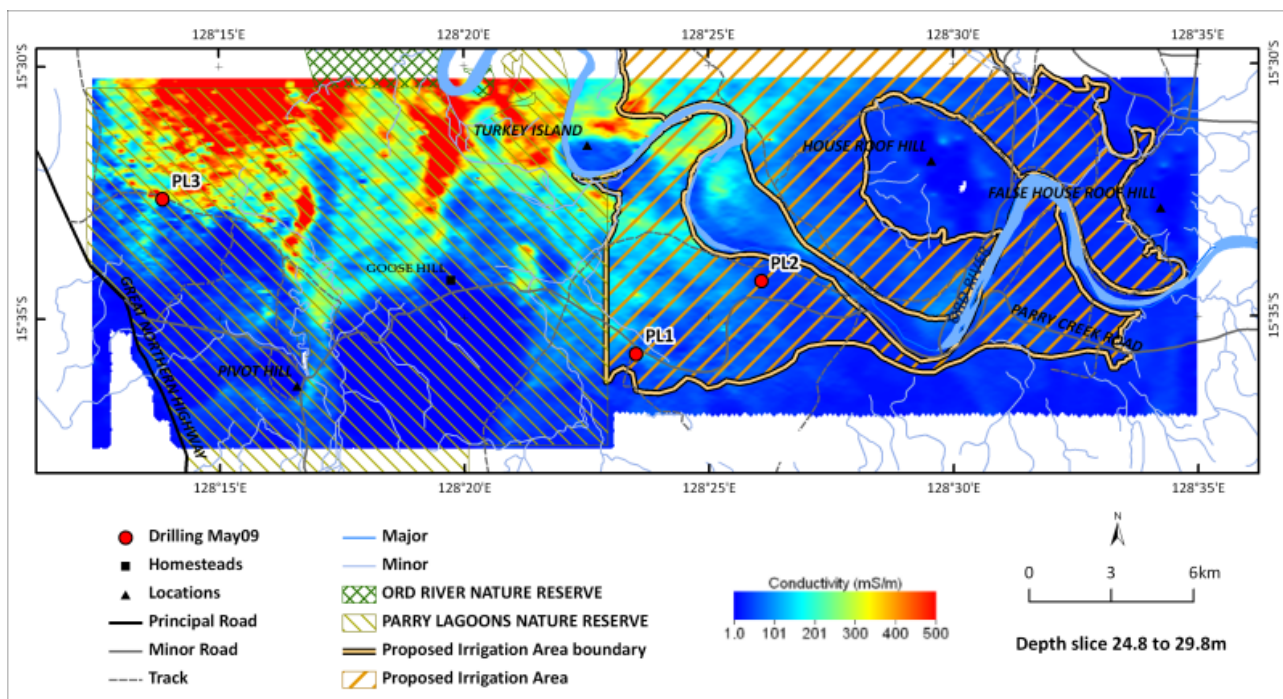 128°15'E 128°20'E 128°25'E 128°30'E 128°35'E
15°30'S 15°30'S
TURKEY ISLAND
HOUSE ROOF HILL
PL3
FALSE HOUSE ROOF HILL
GOOSE HILL
PL2
ORD RIVER
GREAT NORTHERN HIGHWAY
15°35'S 15°35'S
PARRY CREEK ROAD
PL1
PIVOT HILL
128°15'E 128°20'E 128°25'E 128°30'E 128°35'E
Drilling May09
Homesteads
Locations
Principal Road
Minor Road
Track
Major
Minor
ORD RIVER NATURE RESERVE
PARRY LAGOONS NATURE RESERVE
Proposed Irrigation Area boundary
Proposed Irrigation Area
Conductivity (mS/m)
1.0 101 201 300 400 500
N
0 3 6km
Depth slice 24.8 to 29.8m